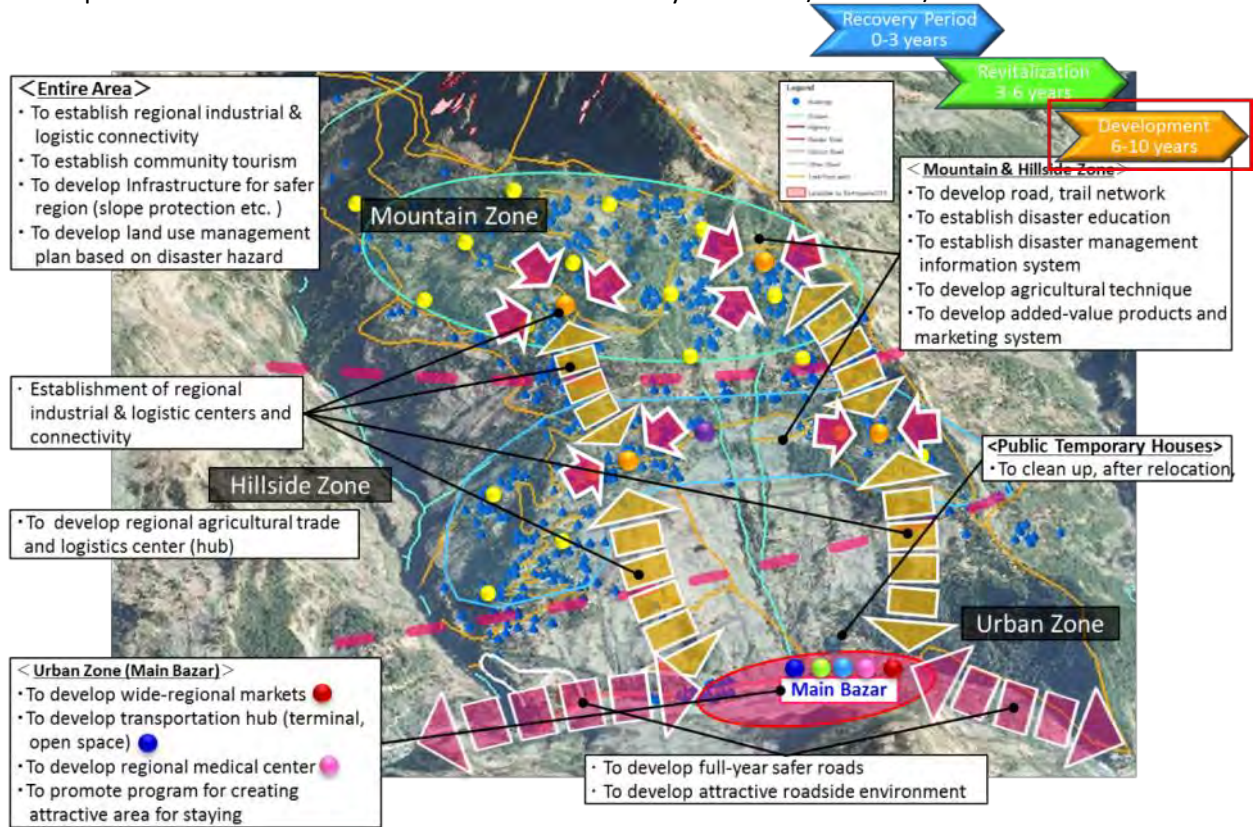 Recovery Period
0-3 years
Revitalization
3-6 years
Development
6-10 years
<Entire Area>
・To establish regional industrial &
logistic connectivity
・To establish community tourism
・To develop Infrastructure for safer
region (slope protection etc. )
・To develop land use management
plan based on disaster hazard
Legend
Buildings
Highway
Other Road
<Mountain & Hillside Zone>
・To develop road, trail network
・To establish disaster education
・To establish disaster management
information system
・To develop agricultural technique
・To develop added-value products and
marketing system
Mountain Zone
・Establishment of regional
industrial & logistic centers and
connectivity
<Public Temporary Houses>
・To clean up, after relocation,
Hillside Zone
・To develop regional agricultural trade
and logistics center (hub)
Urban Zone
Main Bazar
<Urban Zone (Main Bazar)>
・To develop wide-regional markets
・To develop transportation hub (terminal,
open space)
・To develop regional medical center
・To promote program for creating
attractive area for staying
・To develop full-year safer roads
・To develop attractive roadside environment